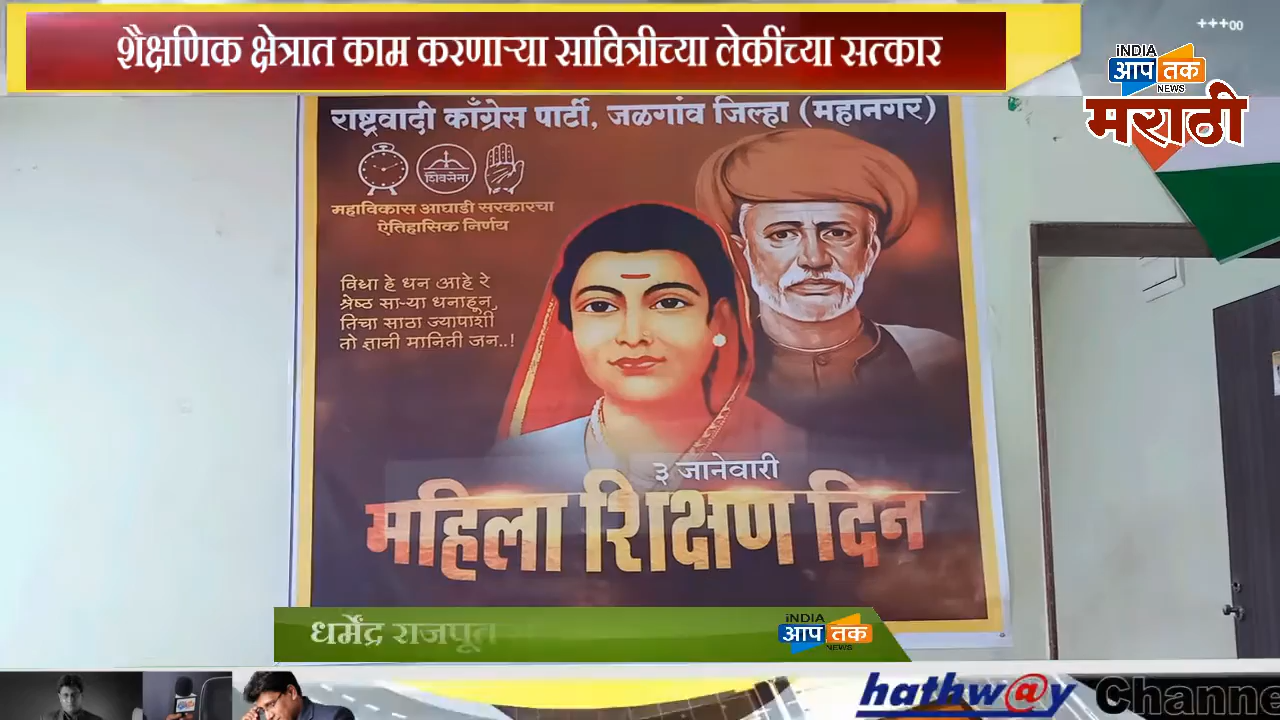 शैक्षणिक क्षेत्रात काम करणाऱ्या सावित्रीच्या लेकींच्या सत्कार
+++00
INDIA
आप तक
NEWS
मराठी
राष्ट्रवादी काँग्रेस पार्टी, जळगांव जिल्हा (महानगर)
शिवसेना
महाविकास आघाडी सरकारचा
ऐतिहासिक निर्णय
विधा हे धन आहे रे
श्रेष्ठ साऱ्या धनाहून,
तिचा साठा ज्यापाशी
तो ज्ञानी मानिती जन..!
३ जानेवारी
महिला शिक्षण दिन
धर्मेंद्र राजपूत
INDIA
आप तक
NEWS
hathw@y Channe